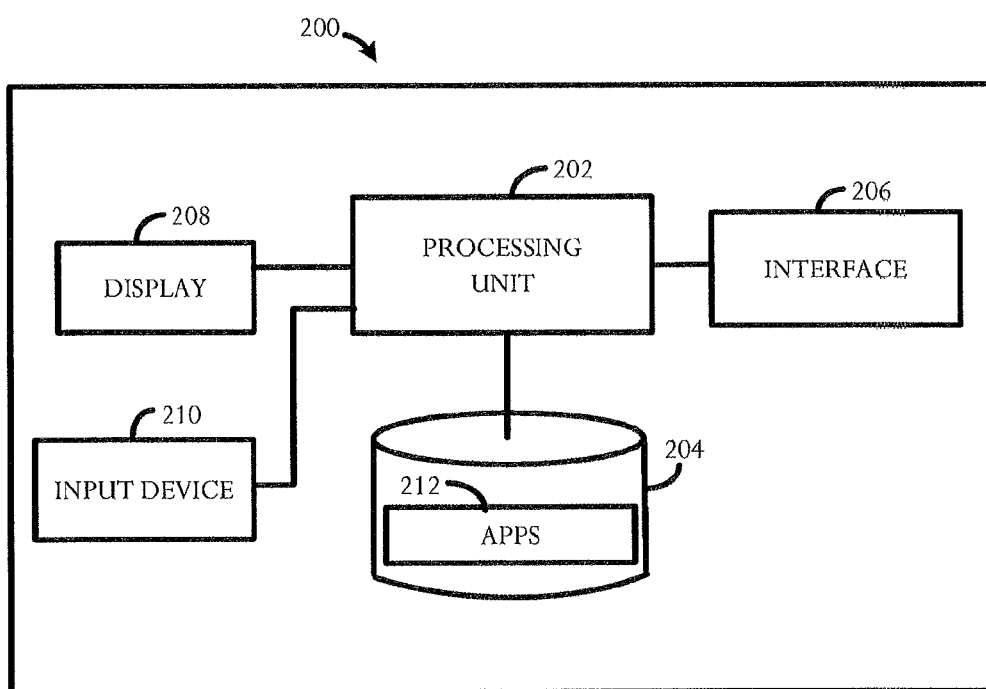 200
202
206
208
PROCESSING
UNIT
INTERFACE
DISPLAY
210
204
INPUT DEVICE
212
APPS